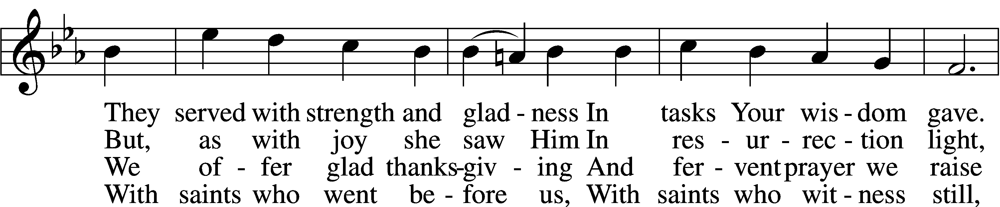 They served with strength and glad - ness In tasks Your wis - dom gave.
But, as with joy she saw Him In res - ur - rec - tion light,
We of - fer glad thanks-giv - ing And fer - vent prayer we raise
With saints who went be - fore us, With saints who wit - ness still,